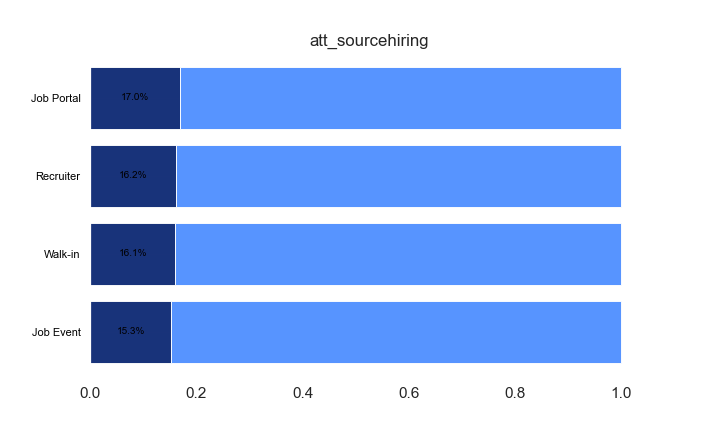 att_sourcehiring
Job Portal 17.0%
Recruiter 16.2%
Walk-in 16.1%
Job Event 15.3%
0.0 0.2 0.4 0.6 0.8 1.0